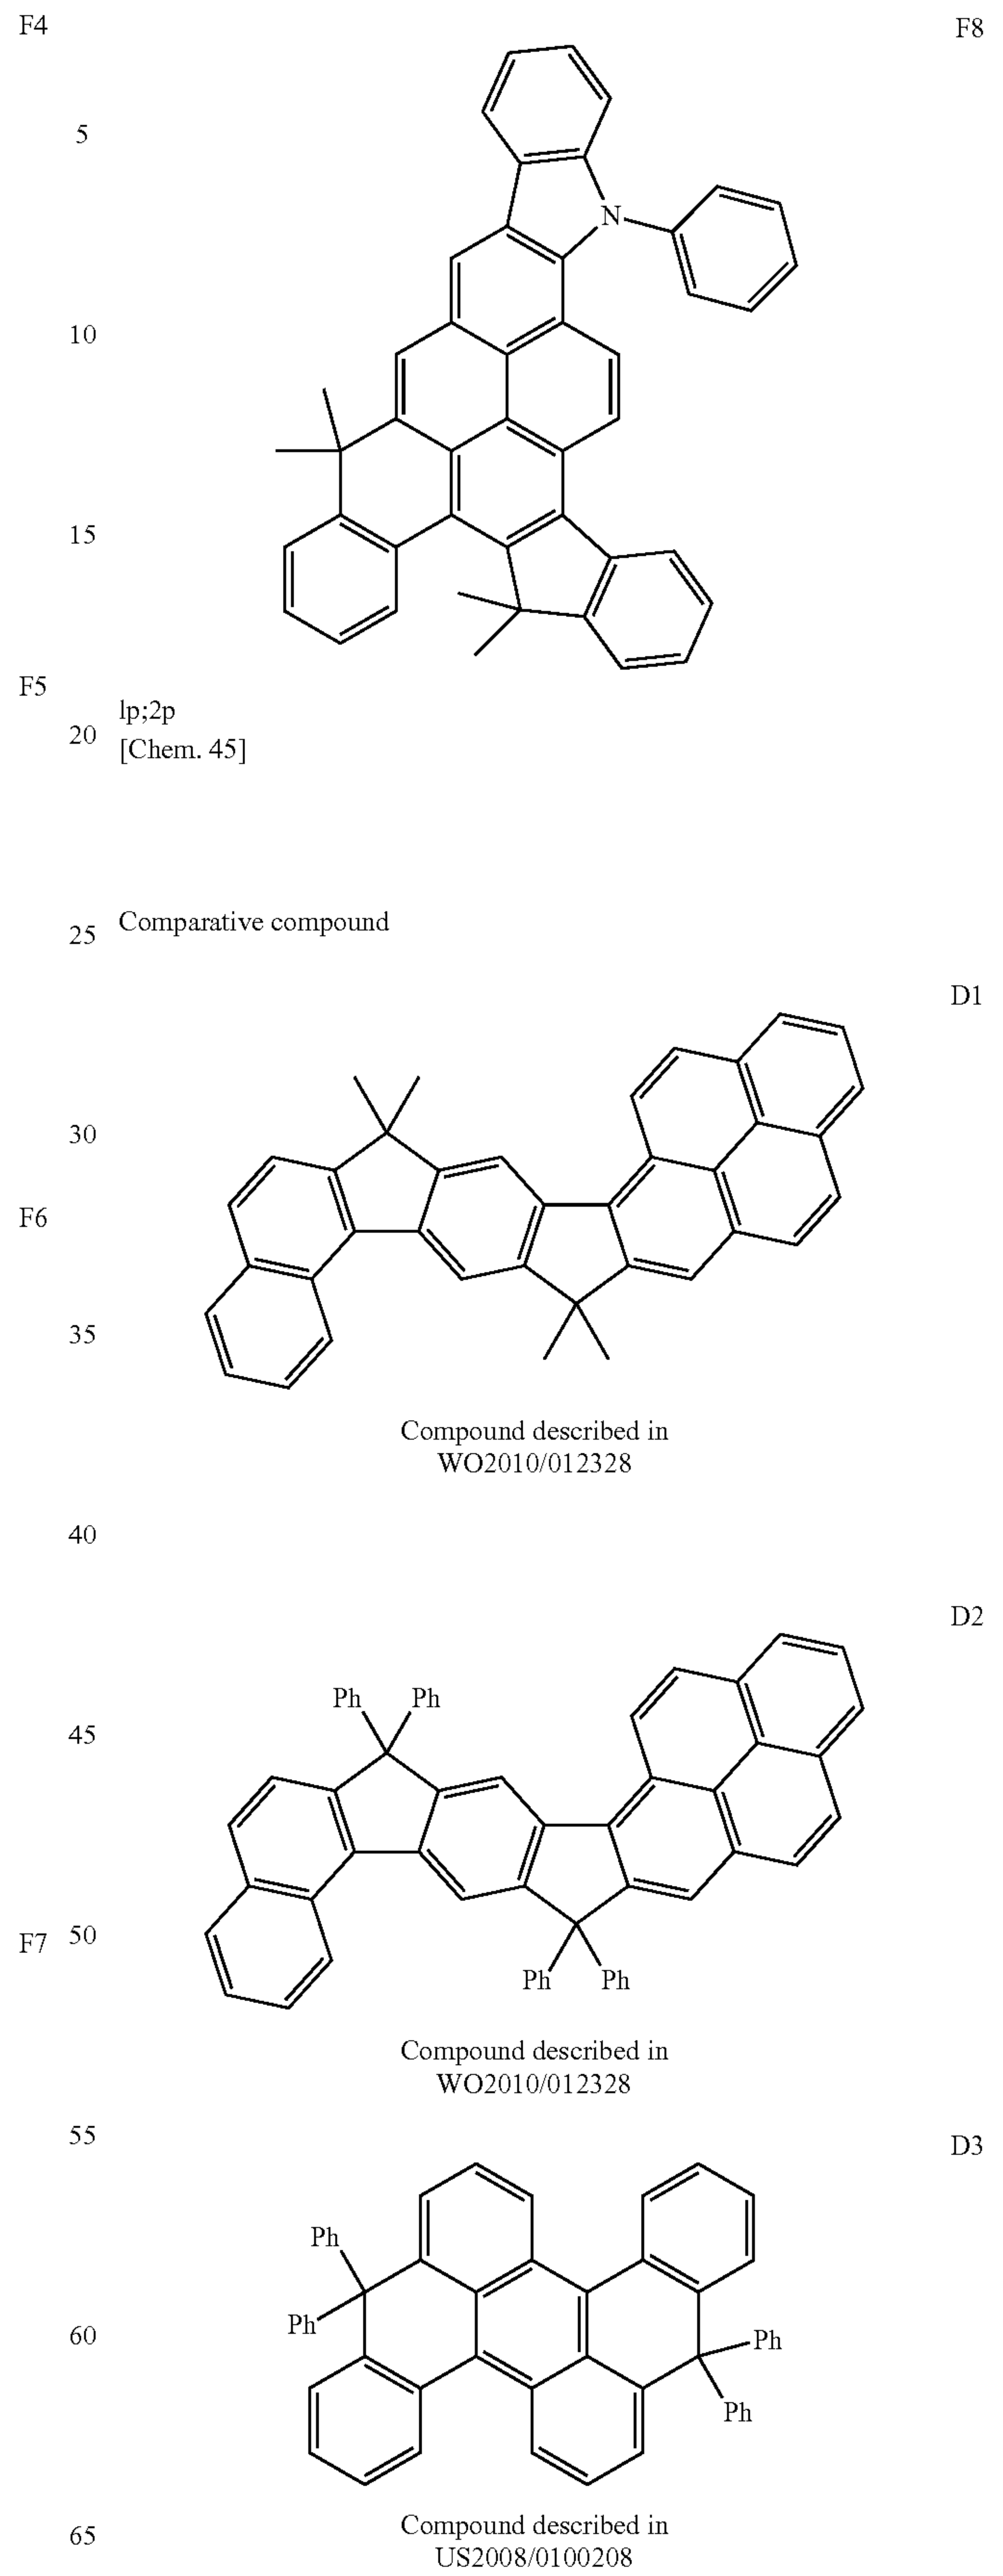 F4
F8
5
N
10
15
F5
lp;2p
20
[Chem. 45]
25
Comparative compound
D1
30
F6
35
Compound described in
WO2010/012328
40
D2
Ph Ph
45
F7
50
Ph Ph
Compound described in
WO2010/012328
55
D3
Ph
Ph
60
Ph
Ph
Compound described in
65
US2008/0100208